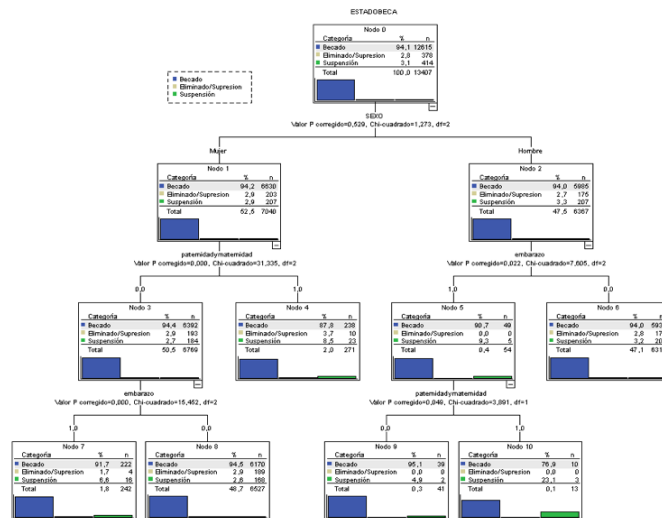 ESTADOBECA
Nodo 0
Categoría % n
Becado 94,1 12615
Eliminado/Supresion 2,8 378
Suspensión 3,1 414
Total 100,0 13407
Becado
Eliminado/Supresion
Suspensión
SEXO
Valor P corregido=0,529, Chi-cuadrado=1,273, df=2
Mujer
Hombre
Nodo 1
Categoría % n
Becado 94,2 6630
Eliminado/Supresion 2,9 203
Suspensión 2,9 207
Total 52,5 7040
Nodo 2
Categoría % n
Becado 94,0 5985
Eliminado/Supresion 2,7 175
Suspensión 3,3 207
Total 47,5 6367
paternidadymaternidad
Valor P corregido=0,000, Chi-cuadrado=31,335, df=2
embarazo
Valor P corregido=0,022, Chi-cuadrado=7,605, df=2
0,0
1,0
1,0
0,0
Nodo 3
Categoría % n
Becado 94,4 6392
Eliminado/Supresion 2,9 193
Suspensión 2,7 184
Total 50,5 6769
Nodo 4
Categoría % n
Becado 87,8 238
Eliminado/Supresion 3,7 10
Suspensión 8,5 23
Total 2,0 271
Nodo 5
Categoría % n
Becado 90,7 49
Eliminado/Supresion 0,0 0
Suspensión 9,3 5
Total 0,4 54
Nodo 6
Categoría % n
Becado 94,0 593
Eliminado/Supresion 2,8 17
Suspensión 3,2 20
Total 47,1 631
embarazo
Valor P corregido=0,000, Chi-cuadrado=15,452, df=2
paternidadymaternidad
Valor P corregido=0,049, Chi-cuadrado=3,891, df=1
1,0
0,0
0,0
1,0
Nodo 7
Categoría % n
Becado 91,7 222
Eliminado/Supresion 1,7 4
Suspensión 6,6 16
Total 1,8 242
Nodo 8
Categoría % n
Becado 94,5 6170
Eliminado/Supresion 2,9 189
Suspensión 2,6 168
Total 48,7 6527
Nodo 9
Categoría % n
Becado 95,1 39
Eliminado/Supresion 0,0 0
Suspensión 4,9 2
Total 0,3 41
Nodo 10
Categoría % n
Becado 76,9 10
Eliminado/Supresion 0,0 0
Suspensión 23,1 3
Total 0,1 13